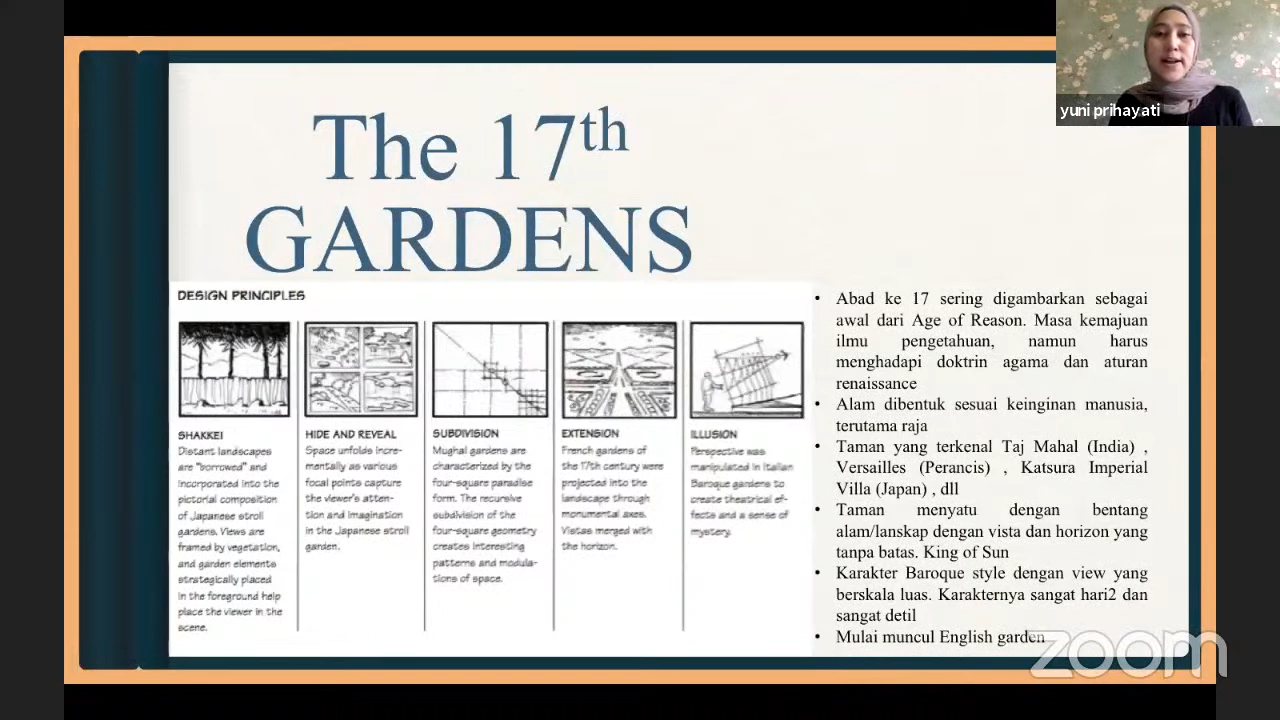 yuni prihayati
The 17th
GARDENS
DESIGN PRINCIPLES
SHAKKEI
Distant landscapes
are "borrowed" and
incorporated into the
pictorial composition
of Japanese stroll
gardens. Views are
framed by vegetation,
and garden elements
strategically placed
in the foreground help
place the viewer in the
scene.
HIDE AND REVEAL
Space unfolds incre-
mentally as various
focal points capture
the viewer's atten-
tion and imagination
in the Japanese stroll
garden.
SUBDIVISION
Mughal gardens are
characterized by the
four-square paradise
form. The recursive
subdivision of the
four-square geometry
creates interesting
patterns and modula-
tions of space.
EXTENSION
French gardens of
the 17th century were
projected into the
landscape through
monumental axes.
Vistas merged with
the horizon.
ILLUSION
Perspective was
manipulated in Italian
Baroque gardens to
create theatrical ef-
fects and a sense of
mystery.
• Abad ke 17 sering digambarkan sebagai
awal dari Age of Reason. Masa kemajuan
ilmu pengetahuan, namun harus
menghadapi doktrin agama dan aturan
renaissance
• Alam dibentuk sesuai keinginan manusia,
terutama raja
• Taman yang terkenal Taj Mahal (India) ,
Versailles (Perancis) , Katsura Imperial
Villa (Japan) , dll
• Taman menyatu dengan bentang
alam/lanskap dengan vista dan horizon yang
tanpa batas. King of Sun
• Karakter Baroque style dengan view yang
berskala luas. Karakternya sangat hari2 dan
sangat detil
• Mulai muncul English garden
zoom